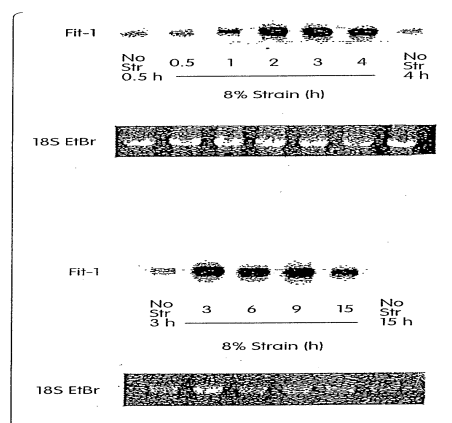 Fit-1
No Str 0.5 h 0.5 1 2 3 4 No Str 4 h
8% Strain (h)
18S EtBr
Fit-1
No Str 3 h 3 6 9 15 No Str 15 h
8% Strain (h)
18S EtBr